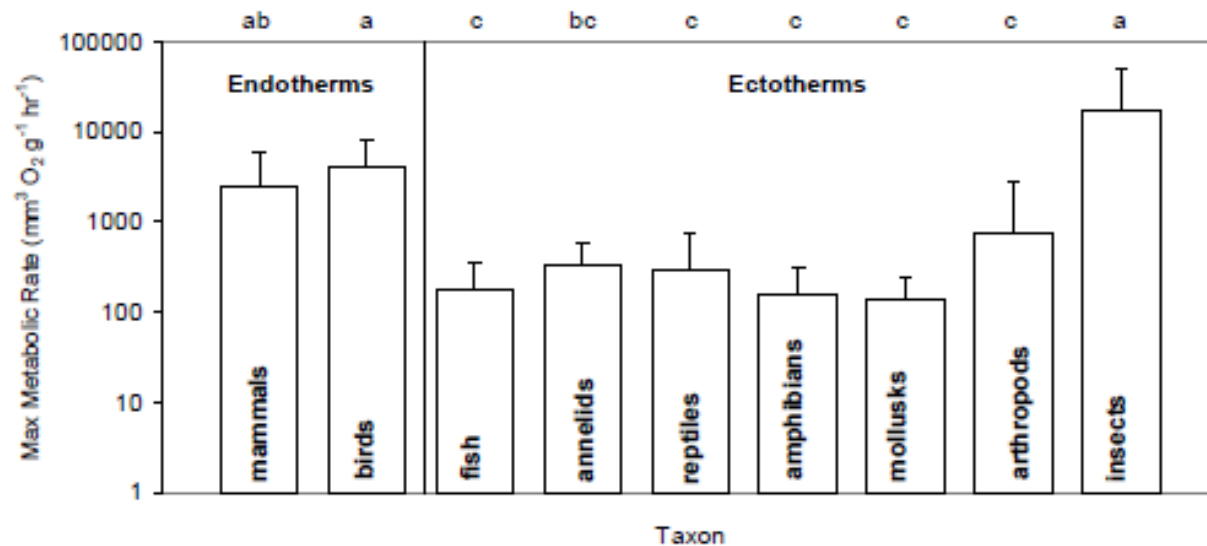 ab a c bc c c c c a
100000
Endotherms Ectotherms
10000
1000
100
10
1
Max Metabolic Rate (mm³ O₂ g⁻¹ hr⁻¹)
mammals
birds
fish
annelids
reptiles
amphibians
mollusks
arthropods
insects
Taxon